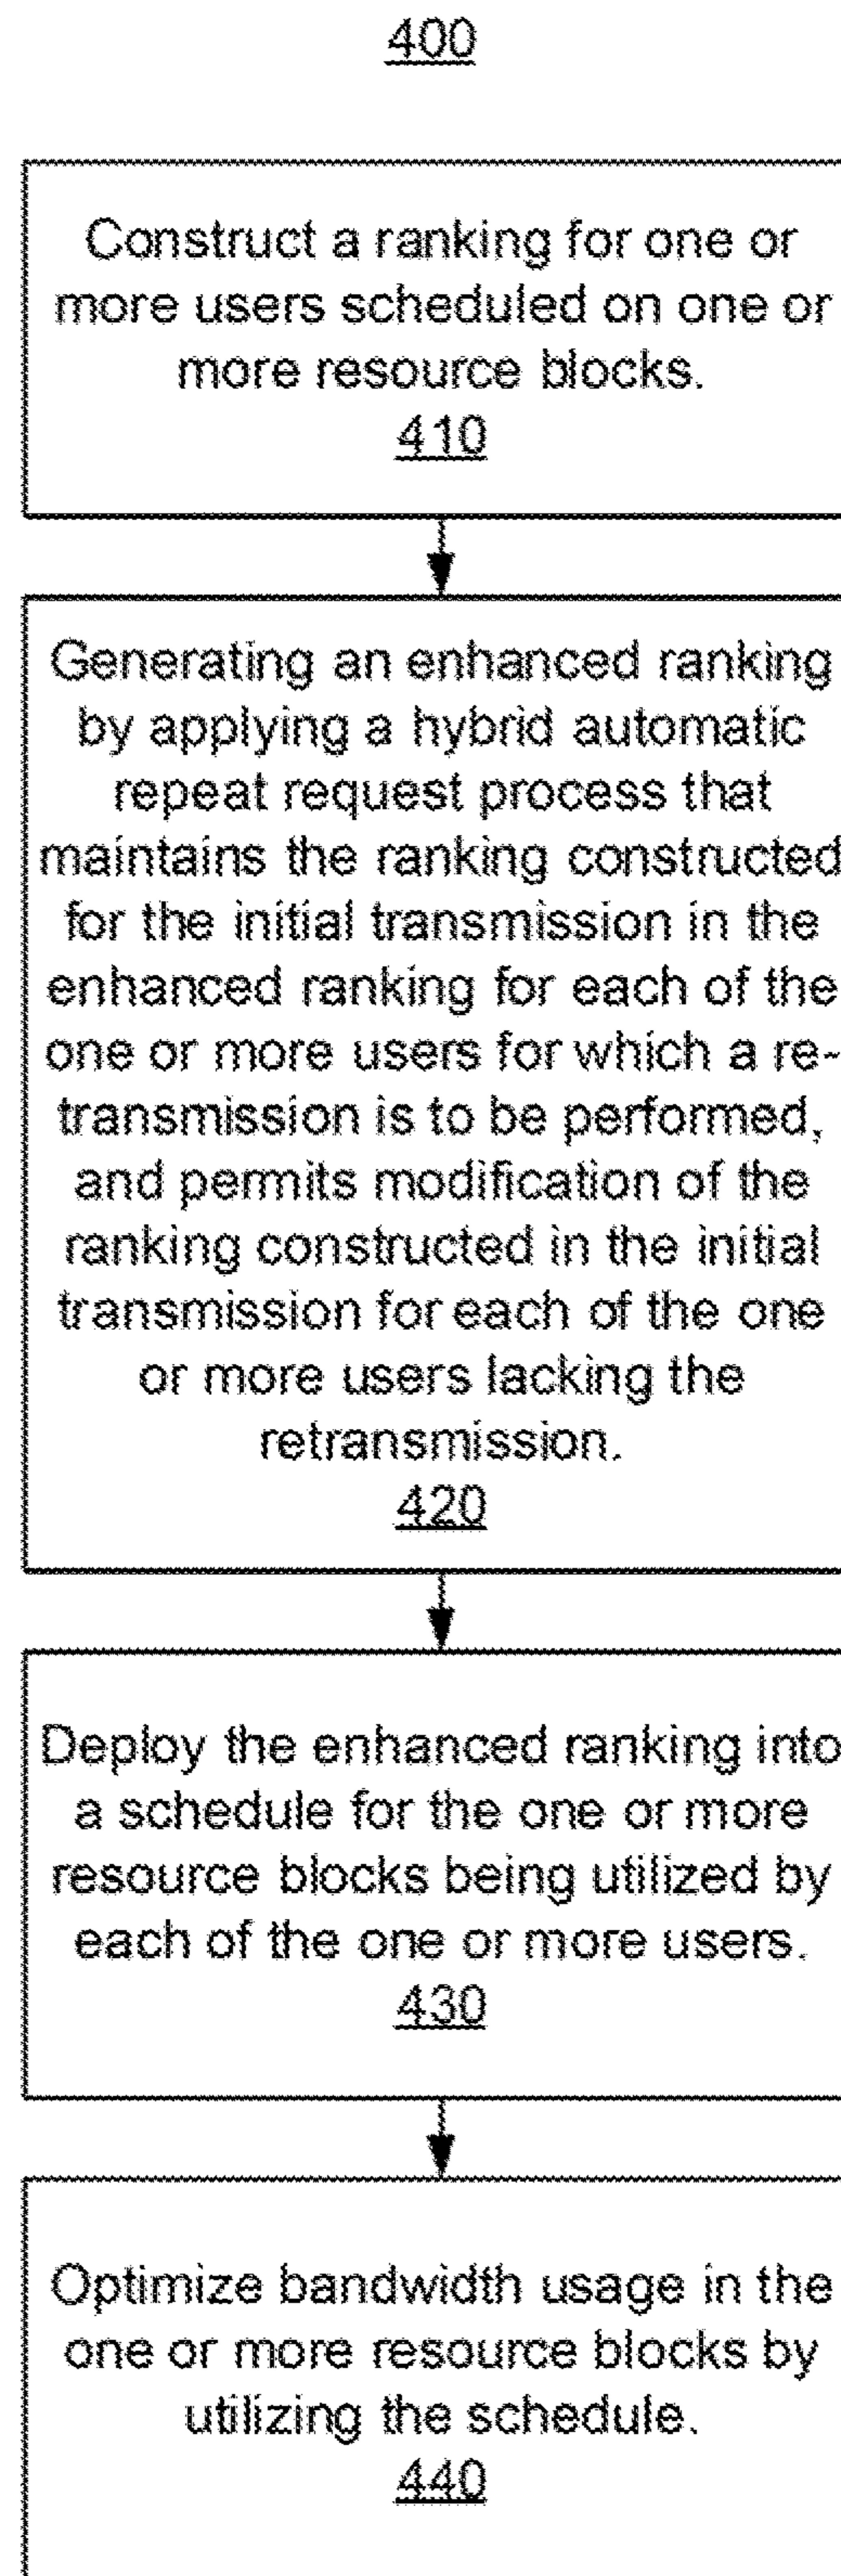 400
Construct a ranking for one or
more users scheduled on one or
more resource blocks.
410
Generating an enhanced ranking
by applying a hybrid automatic
repeat request process that
maintains the ranking constructed
for the initial transmission in the
enhanced ranking for each of the
one or more users for which a re-
transmission is to be performed,
and permits modification of the
ranking constructed in the initial
transmission for each of the one
or more users lacking the
retransmission.
420
Deploy the enhanced ranking into
a schedule for the one or more
resource blocks being utilized by
each of the one or more users.
430
Optimize bandwidth usage in the
one or more resource blocks by
utilizing the schedule.
440